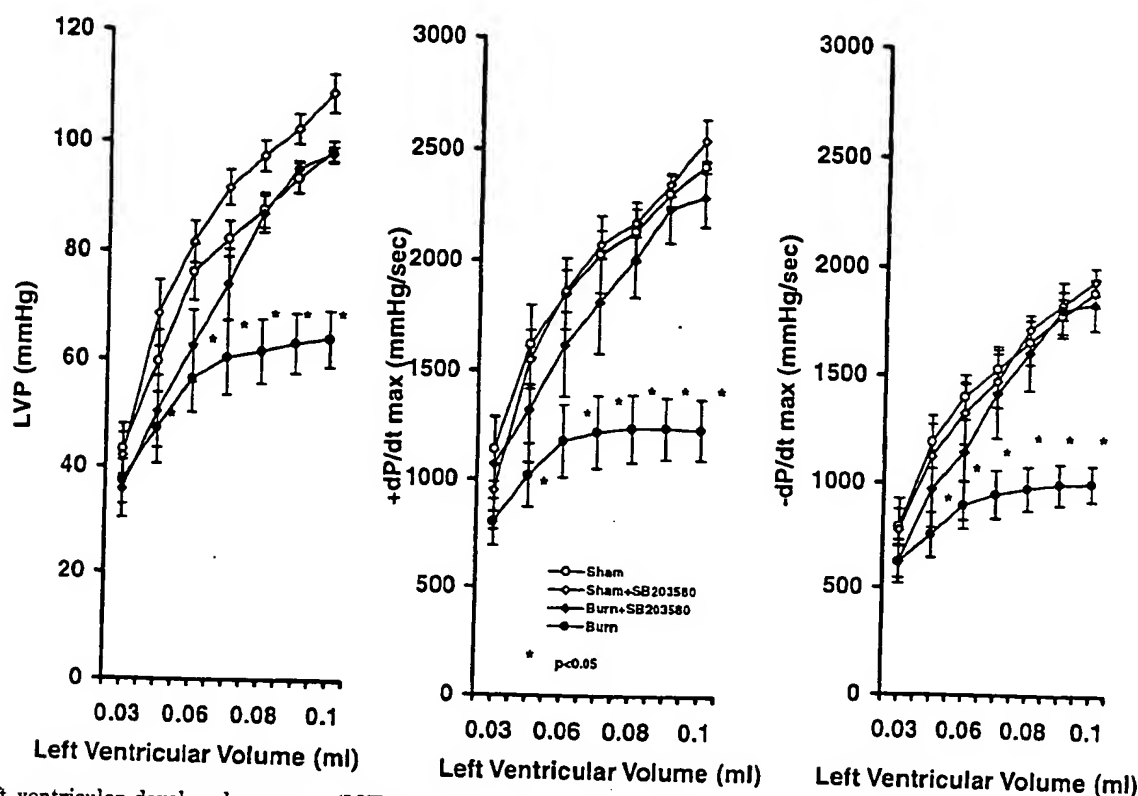 120
100
80
60
40
20
0
LVP (mmHg)
0.03 0.06 0.08 0.1
Left Ventricular Volume (ml)
3000
2500
2000
1500
1000
500
0
+dP/dt max (mmHg/sec)
Sham
Sham+SB203580
Burn+SB203580
Burn
* p<0.05
0.03 0.06 0.08 0.1
Left Ventricular Volume (ml)
3000
2500
2000
1500
1000
500
0
-dP/dt max (mmHg/sec)
0.03 0.06 0.08 0.1
Left Ventricular Volume (ml)